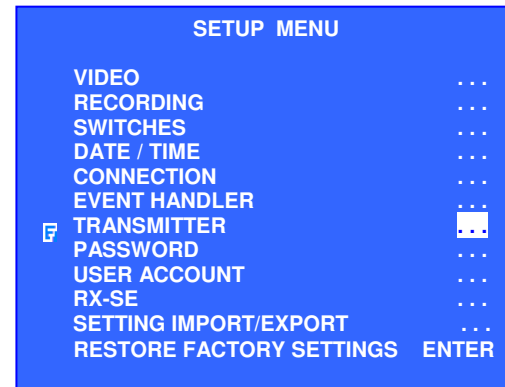 SETUP MENU
VIDEO ...
RECORDING ...
SWITCHES ...
DATE / TIME ...
CONNECTION ...
EVENT HANDLER ...
TRANSMITTER ...
PASSWORD ...
USER ACCOUNT ...
RX-SE ...
SETTING IMPORT/EXPORT ...
RESTORE FACTORY SETTINGS ENTER